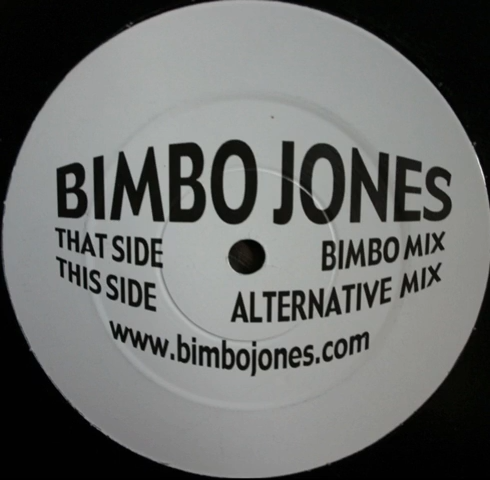 BIMBO JONES
THAT SIDE BIMBO MIX
THIS SIDE ALTERNATIVE MIX
www.bimbojones.com